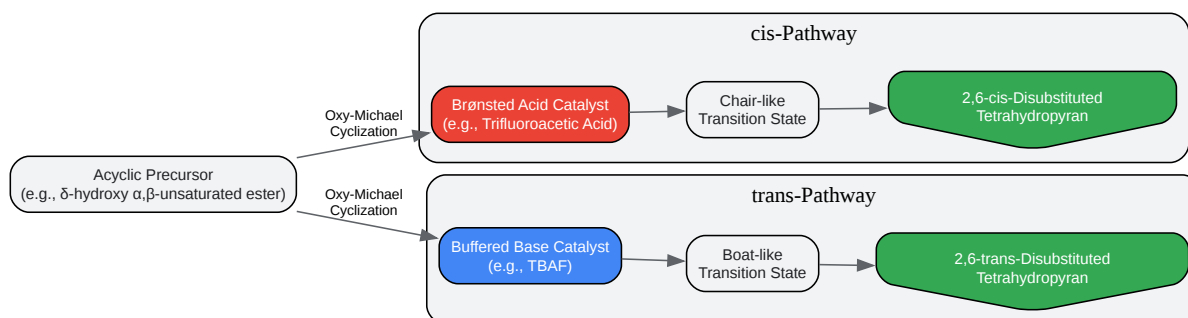 cis-Pathway
Oxy-Michael
Cyclization
Brønsted Acid Catalyst
(e.g., Trifluoroacetic Acid)
Chair-like
Transition State
2,6-cis-Disubstituted
Tetrahydropyran
Acyclic Precursor
(e.g., δ-hydroxy α,β-unsaturated ester)
trans-Pathway
Oxy-Michael
Cyclization
Buffered Base Catalyst
(e.g., TBAF)
Boat-like
Transition State
2,6-trans-Disubstituted
Tetrahydropyran